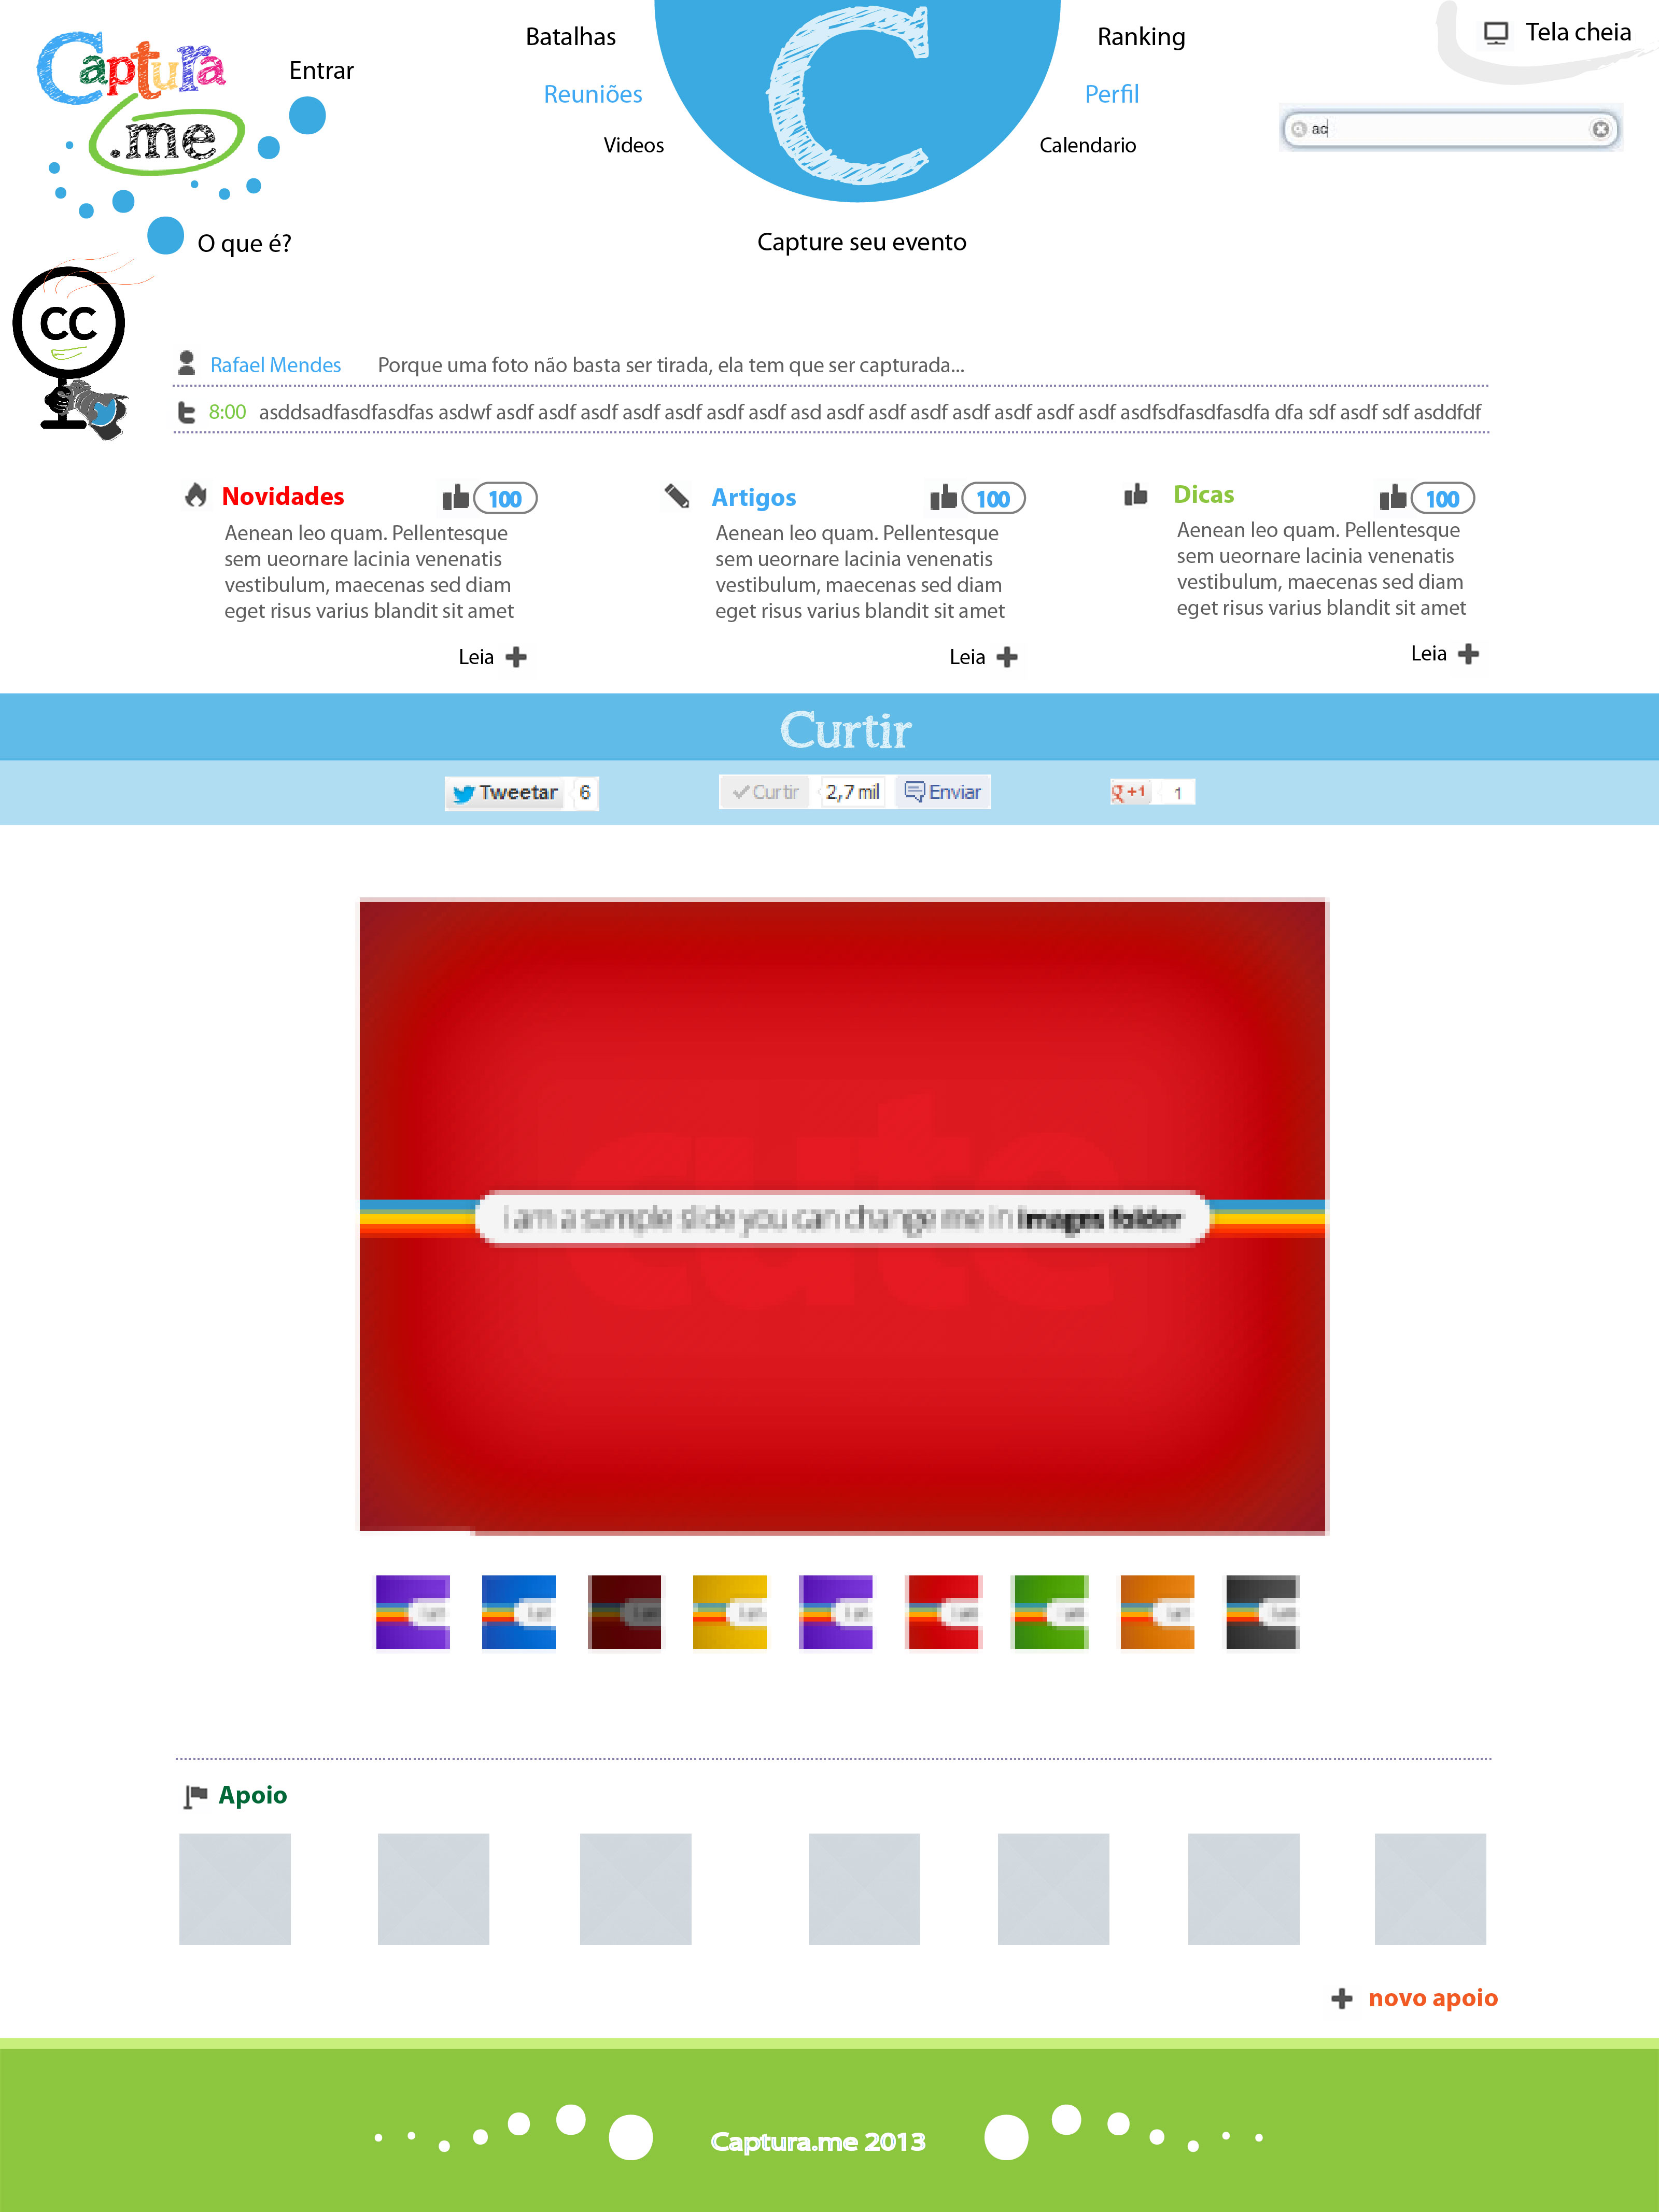 Captura
.me
Entrar
O que é?
Batalhas
Reuniões
Videos
C
Ranking
Perfil
Calendario
Capture seu evento
Tela cheia
ac
CC
Rafael Mendes Porque uma foto não basta ser tirada, ela tem que ser capturada...
8:00 asddsadfasdfasdfas asdwf asdf asdf asdf asdf asdf asdf asdf asd asdf asdf asdf asdf asdf asdf asdf asdfsdfasdfasdfa dfa sdf asdf sdf asddfdf
Novidades 100
Aenean leo quam. Pellentesque
sem ueornare lacinia venenatis
vestibulum, maecenas sed diam
eget risus varius blandit sit amet
Leia
Artigos 100
Aenean leo quam. Pellentesque
sem ueornare lacinia venenatis
vestibulum, maecenas sed diam
eget risus varius blandit sit amet
Leia
Dicas 100
Aenean leo quam. Pellentesque
sem ueornare lacinia venenatis
vestibulum, maecenas sed diam
eget risus varius blandit sit amet
Leia
Curtir
Tweetar 6
Curtir 2,7 mil Enviar
g +1 1
cute
i am a sample slide you can change me in images folder
Apoio
novo apoio
Captura.me 2013